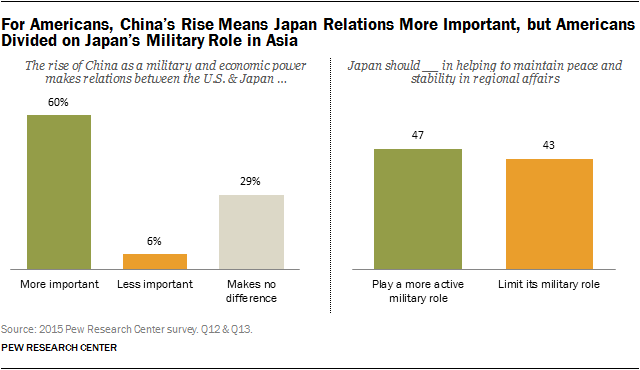 For Americans, China's Rise Means Japan Relations More Important, but Americans
Divided on Japan's Military Role in Asia
The rise of China as a military and economic power
makes relations between the U.S. & Japan ...
60%
6%
29%
More important
Less important
Makes no
difference
Japan should __ in helping to maintain peace and
stability in regional affairs
47
43
Play a more active
military role
Limit its military role
Source: 2015 Pew Research Center survey. Q12 & Q13.
PEW RESEARCH CENTER